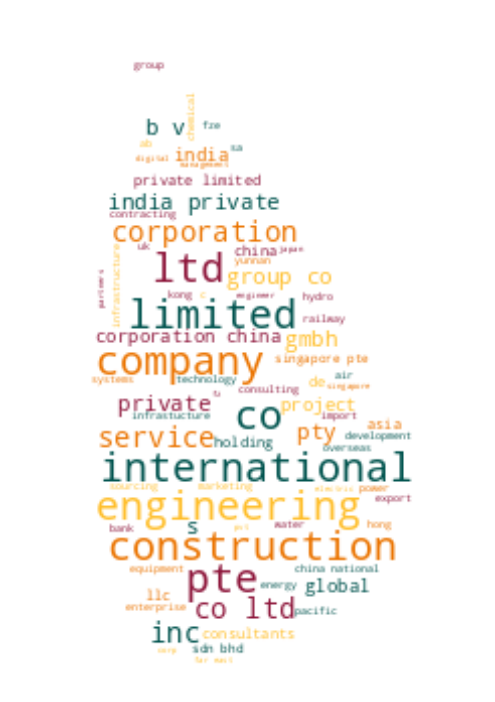 group
chemical
b v
fze
ab
sa
digital
india
management
private limited
india private
contracting
corporation
uk
china
japan
yunnan
infrastructure
ltd
partners
group co
kong
c
engineer
hydro
limited
railway
corporation china
gmbh
company
singapore pte
systems
technology
air
de
singapore
consulting
private
project
infrastucture
co
import
service
pty
asia
holding
development
overseas
international
sourcing
marketing
electric
power
engineering
export
bank
s
water
hong
construction
equipment
china national
pte
energy
global
llc
enterprise
co ltd
pacific
inc
consultants
sdn bhd
corp
far east